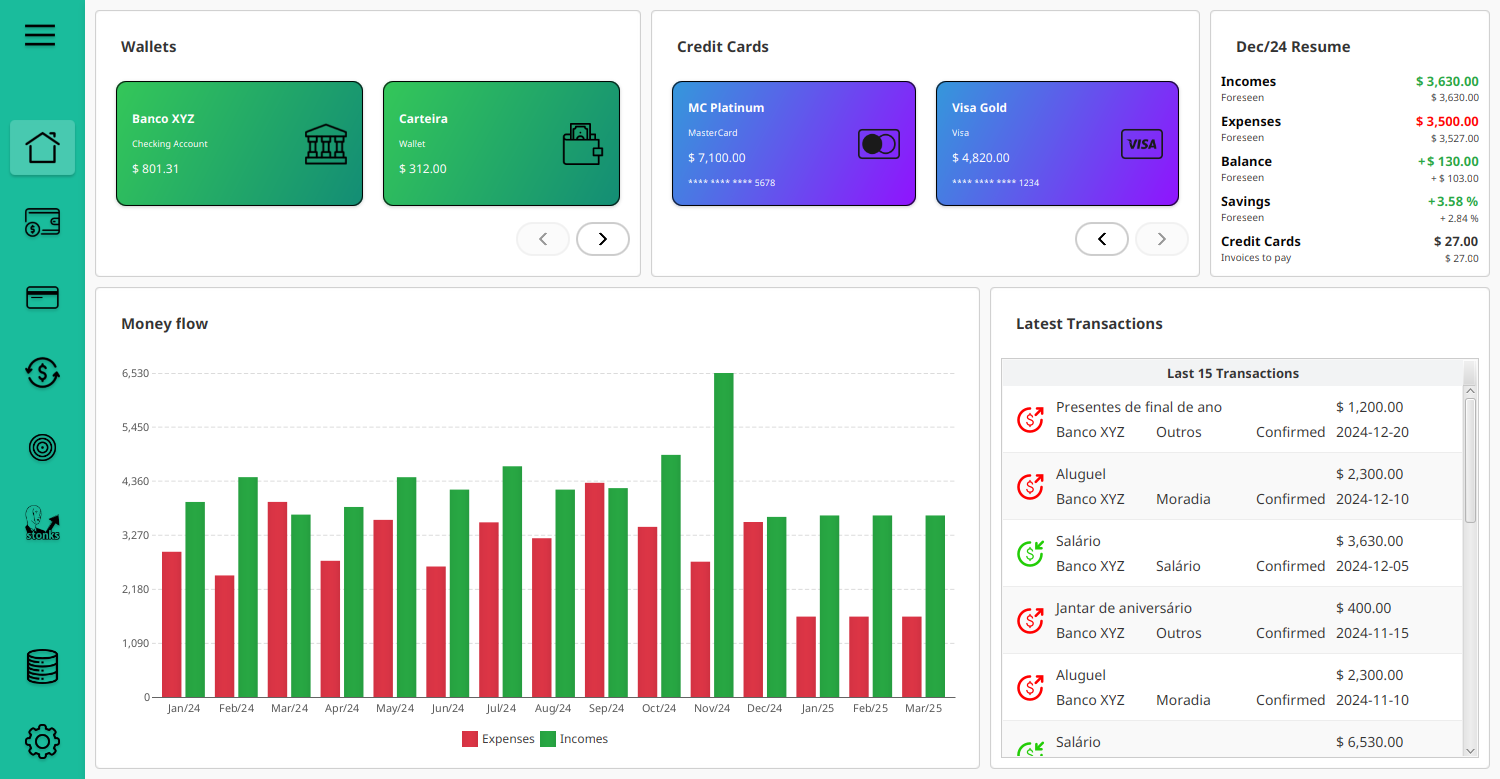 Wallets
Banco XYZ
Checking Account
$ 801.31
Carteira
Wallet
$ 312.00
Credit Cards
MC Platinum
MasterCard
$ 7,100.00
**** **** **** 5678
Visa Gold
Visa
$ 4,820.00
**** **** **** 1234
VISA
Dec/24 Resume
Incomes $ 3,630.00
Foreseen $ 3,630.00
Expenses $ 3,500.00
Foreseen $ 3,527.00
Balance +$ 130.00
Foreseen +$ 103.00
Savings +3.58 %
Foreseen +2.84 %
Credit Cards $ 27.00
Invoices to pay $ 27.00
stonks
Money flow
6,530
5,450
4,360
3,270
2,180
1,090
0
Jan/24 Feb/24 Mar/24 Apr/24 May/24 Jun/24 Jul/24 Aug/24 Sep/24 Oct/24 Nov/24 Dec/24 Jan/25 Feb/25 Mar/25
Expenses Incomes
Latest Transactions
Last 15 Transactions
Presentes de final de ano $ 1,200.00
Banco XYZ Outros Confirmed 2024-12-20
Aluguel $ 2,300.00
Banco XYZ Moradia Confirmed 2024-12-10
Salário $ 3,630.00
Banco XYZ Salário Confirmed 2024-12-05
Jantar de aniversário $ 400.00
Banco XYZ Outros Confirmed 2024-11-15
Aluguel $ 2,300.00
Banco XYZ Moradia Confirmed 2024-11-10
Salário $ 6,530.00